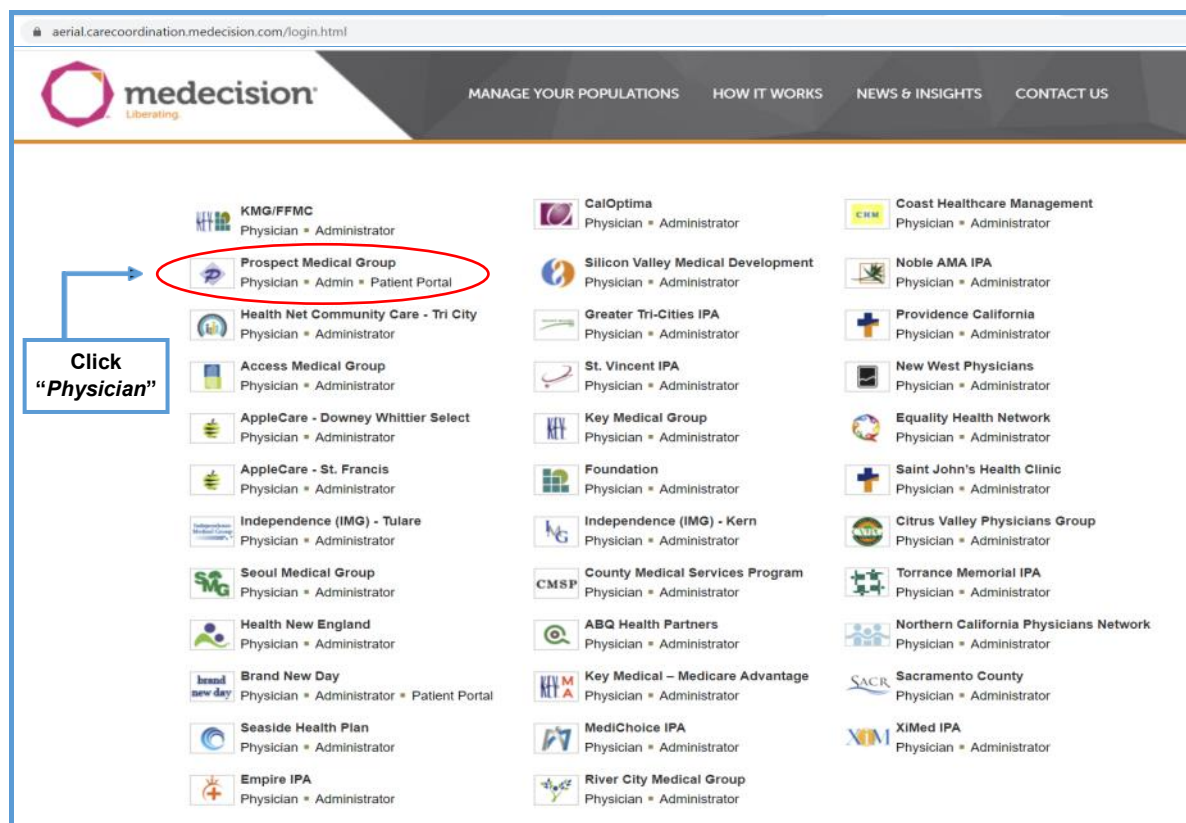 aerial.carecoordination.medecision.com/login.html
medecision
Liberating.
MANAGE YOUR POPULATIONS HOW IT WORKS NEWS & INSIGHTS CONTACT US
Click
“Physician”
KMG/FFMC
Physician ▪ Administrator
Prospect Medical Group
Physician ▪ Admin ▪ Patient Portal
Health Net Community Care - Tri City
Physician ▪ Administrator
Access Medical Group
Physician ▪ Administrator
AppleCare - Downey Whittier Select
Physician ▪ Administrator
AppleCare - St. Francis
Physician ▪ Administrator
Independence (IMG) - Tulare
Physician ▪ Administrator
SMG
Seoul Medical Group
Physician ▪ Administrator
Health New England
Physician ▪ Administrator
brand
new day
Brand New Day
Physician ▪ Administrator ▪ Patient Portal
Seaside Health Plan
Physician ▪ Administrator
Empire IPA
Physician ▪ Administrator
CalOptima
Physician ▪ Administrator
Silicon Valley Medical Development
Physician ▪ Administrator
Greater Tri-Cities IPA
Physician ▪ Administrator
St. Vincent IPA
Physician ▪ Administrator
KEY
Key Medical Group
Physician ▪ Administrator
Foundation
Physician ▪ Administrator
Independence (IMG) - Kern
Physician ▪ Administrator
CMSP
County Medical Services Program
Physician ▪ Administrator
ABQ Health Partners
Physician ▪ Administrator
KEY MA
Key Medical – Medicare Advantage
Physician ▪ Administrator
MediChoice IPA
Physician ▪ Administrator
River City Medical Group
Physician ▪ Administrator
CHM
Coast Healthcare Management
Physician ▪ Administrator
Noble AMA IPA
Physician ▪ Administrator
Providence California
Physician ▪ Administrator
New West Physicians
Physician ▪ Administrator
Equality Health Network
Physician ▪ Administrator
Saint John's Health Clinic
Physician ▪ Administrator
Citrus Valley Physicians Group
Physician ▪ Administrator
Torrance Memorial IPA
Physician ▪ Administrator
Northern California Physicians Network
Physician ▪ Administrator
SACR
Sacramento County
Physician ▪ Administrator
XiM
XiMed IPA
Physician ▪ Administrator